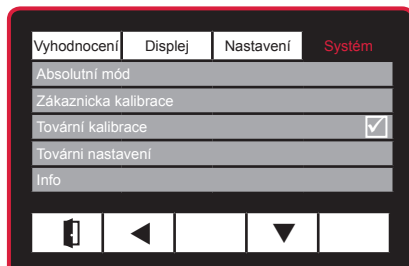 Vyhodnocení Displej Nastavení Systém
Absolutní mód
Zákaznicka kalibrace
Tovární kalibrace
Továrni nastavení
Info